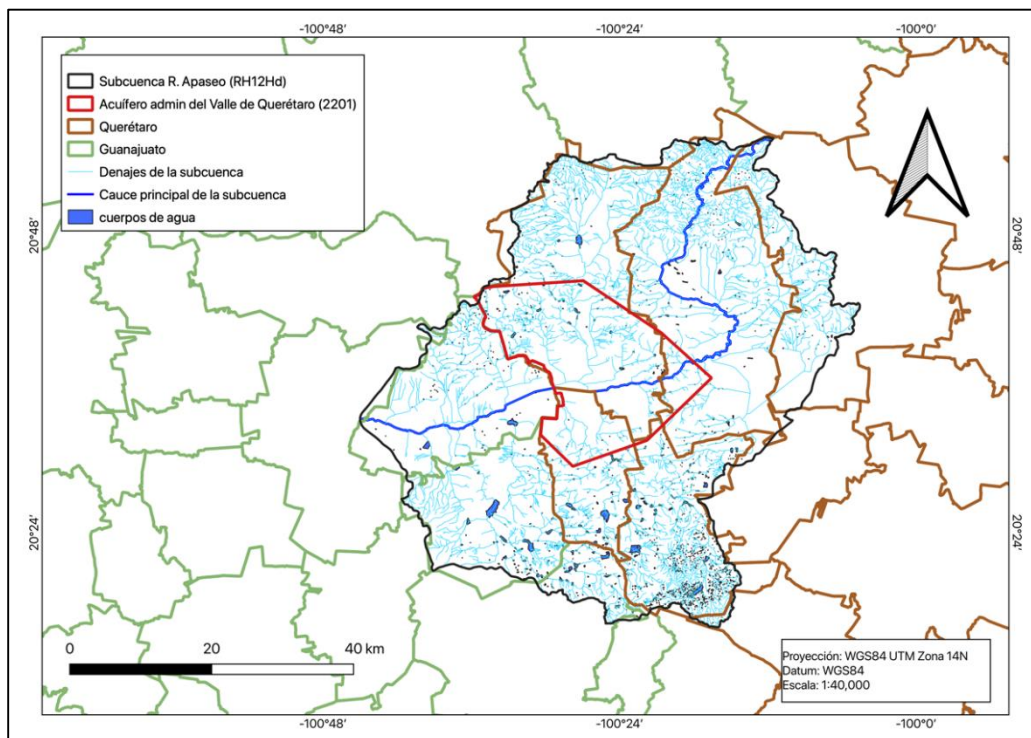 -100°48'
-100°24'
-100°0'
Subcuenca R. Apaseo (RH12Hd)
Acuífero admin del Valle de Querétaro (2201)
Querétaro
Guanajuato
Denajes de la subcuenca
Cauce principal de la subcuenca
cuerpos de agua
20°48'
20°48'
20°24'
20°24'
0
20
40 km
Proyección: WGS84 UTM Zona 14N
Datum: WGS84
Escala: 1:40,000
-100°48'
-100°24'
-100°0'